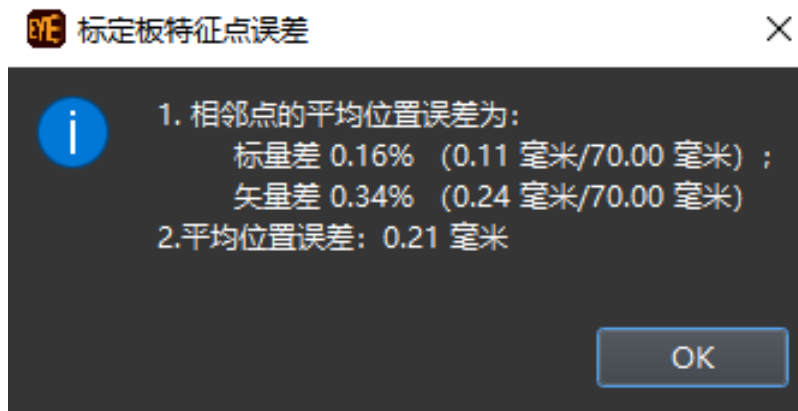 EYE 标定板特征点误差
1. 相邻点的平均位置误差为：
标量差 0.16% （0.11 毫米/70.00 毫米）；
矢量差 0.34% （0.24 毫米/70.00 毫米）
2.平均位置误差：0.21 毫米
OK